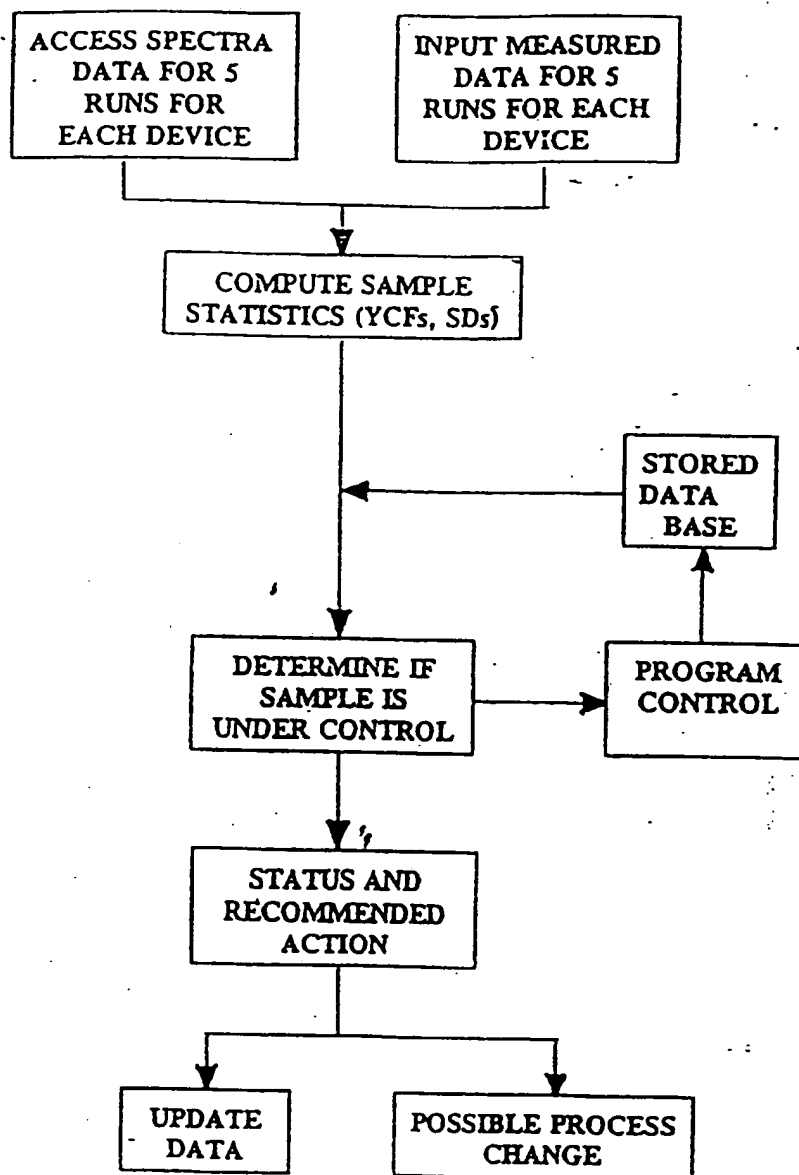 ACCESS SPECTRA
DATA FOR 5
RUNS FOR
EACH DEVICE
INPUT MEASURED
DATA FOR 5
RUNS FOR EACH
DEVICE
COMPUTE SAMPLE
STATISTICS (YCFs, SDs)
STORED
DATA
BASE
DETERMINE IF
SAMPLE IS
UNDER CONTROL
PROGRAM
CONTROL
STATUS AND
RECOMMENDED
ACTION
UPDATE
DATA
POSSIBLE PROCESS
CHANGE